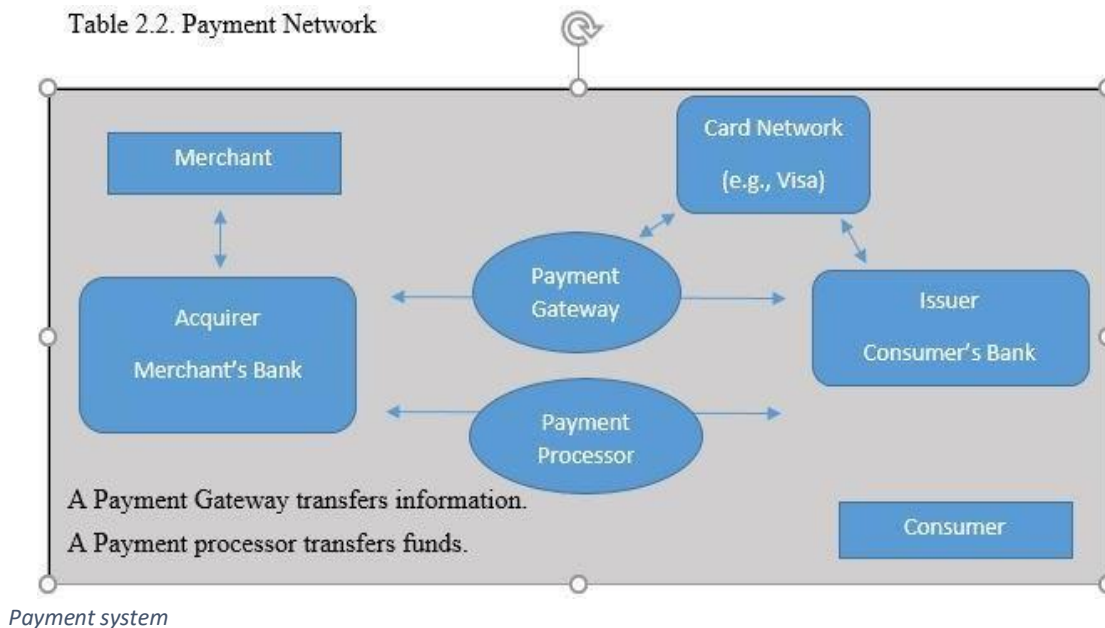 Table 2.2. Payment Network
Merchant
Card Network
(e.g., Visa)
Payment
Gateway
Acquirer
Merchant's Bank
Issuer
Consumer's Bank
Payment
Processor
A Payment Gateway transfers information.
A Payment processor transfers funds.
Consumer
Payment system